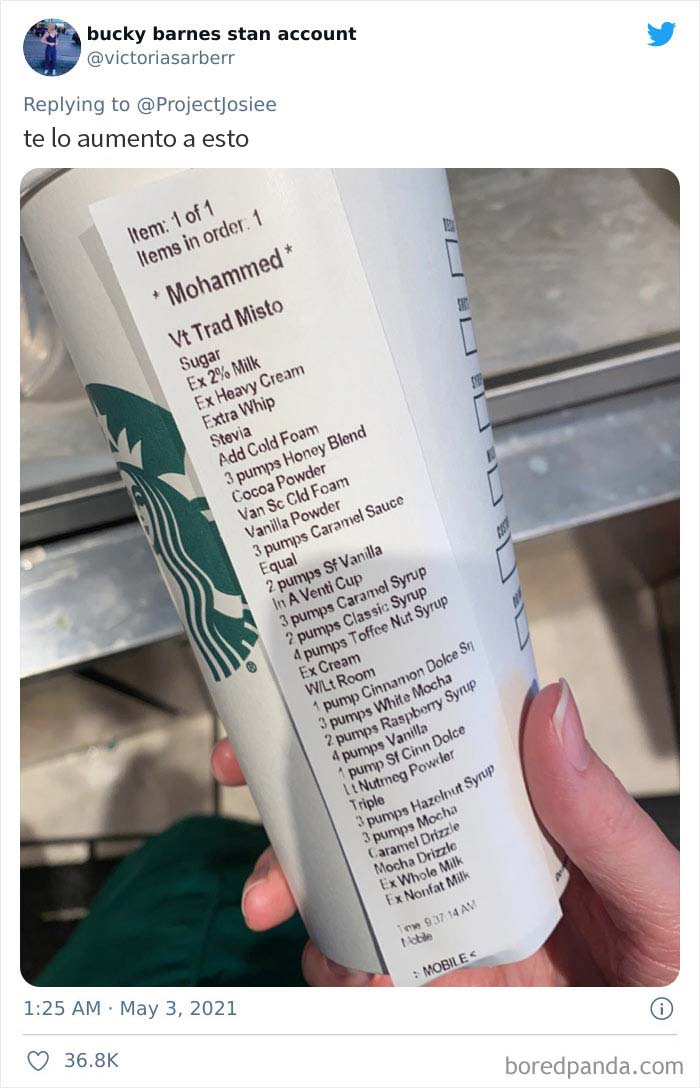 bucky barnes stan account
@victoriasarberr
Replying to @ProjectJosiee
te lo aumento a esto
Item: 1 of 1
Items in order: 1
* Mohammed *
Vt Trad Misto
Sugar
Ex 2% Milk
Ex Heavy Cream
Extra Whip
Stevia
Add Cold Foam
3 pumps Honey Blend
Cocoa Powder
Van Sc Cld Foam
Vanilla Powder
3 pumps Caramel Sauce
Equal
2 pumps Sf Vanilla
In A Venti Cup
3 pumps Caramel Syrup
2 pumps Classic Syrup
4 pumps Toffee Nut Syrup
Ex Cream
W/Lt Room
1 pump Cinnamon Dolce
3 pumps White Mocha
2 pumps Raspberry Syrup
4 pumps Vanilla
1 pump Sf Cinn Dolce
Lt Nutmeg Powder
Triple
3 pumps Hazelnut Syrup
3 pumps Mocha
Caramel Drizzle
Mocha Drizzle
Ex Whole Milk
Ex Nonfat Milk
Time 9:37:14 AM
Mobile
> MOBILE <
1:25 AM · May 3, 2021
36.8K
boredpanda.com